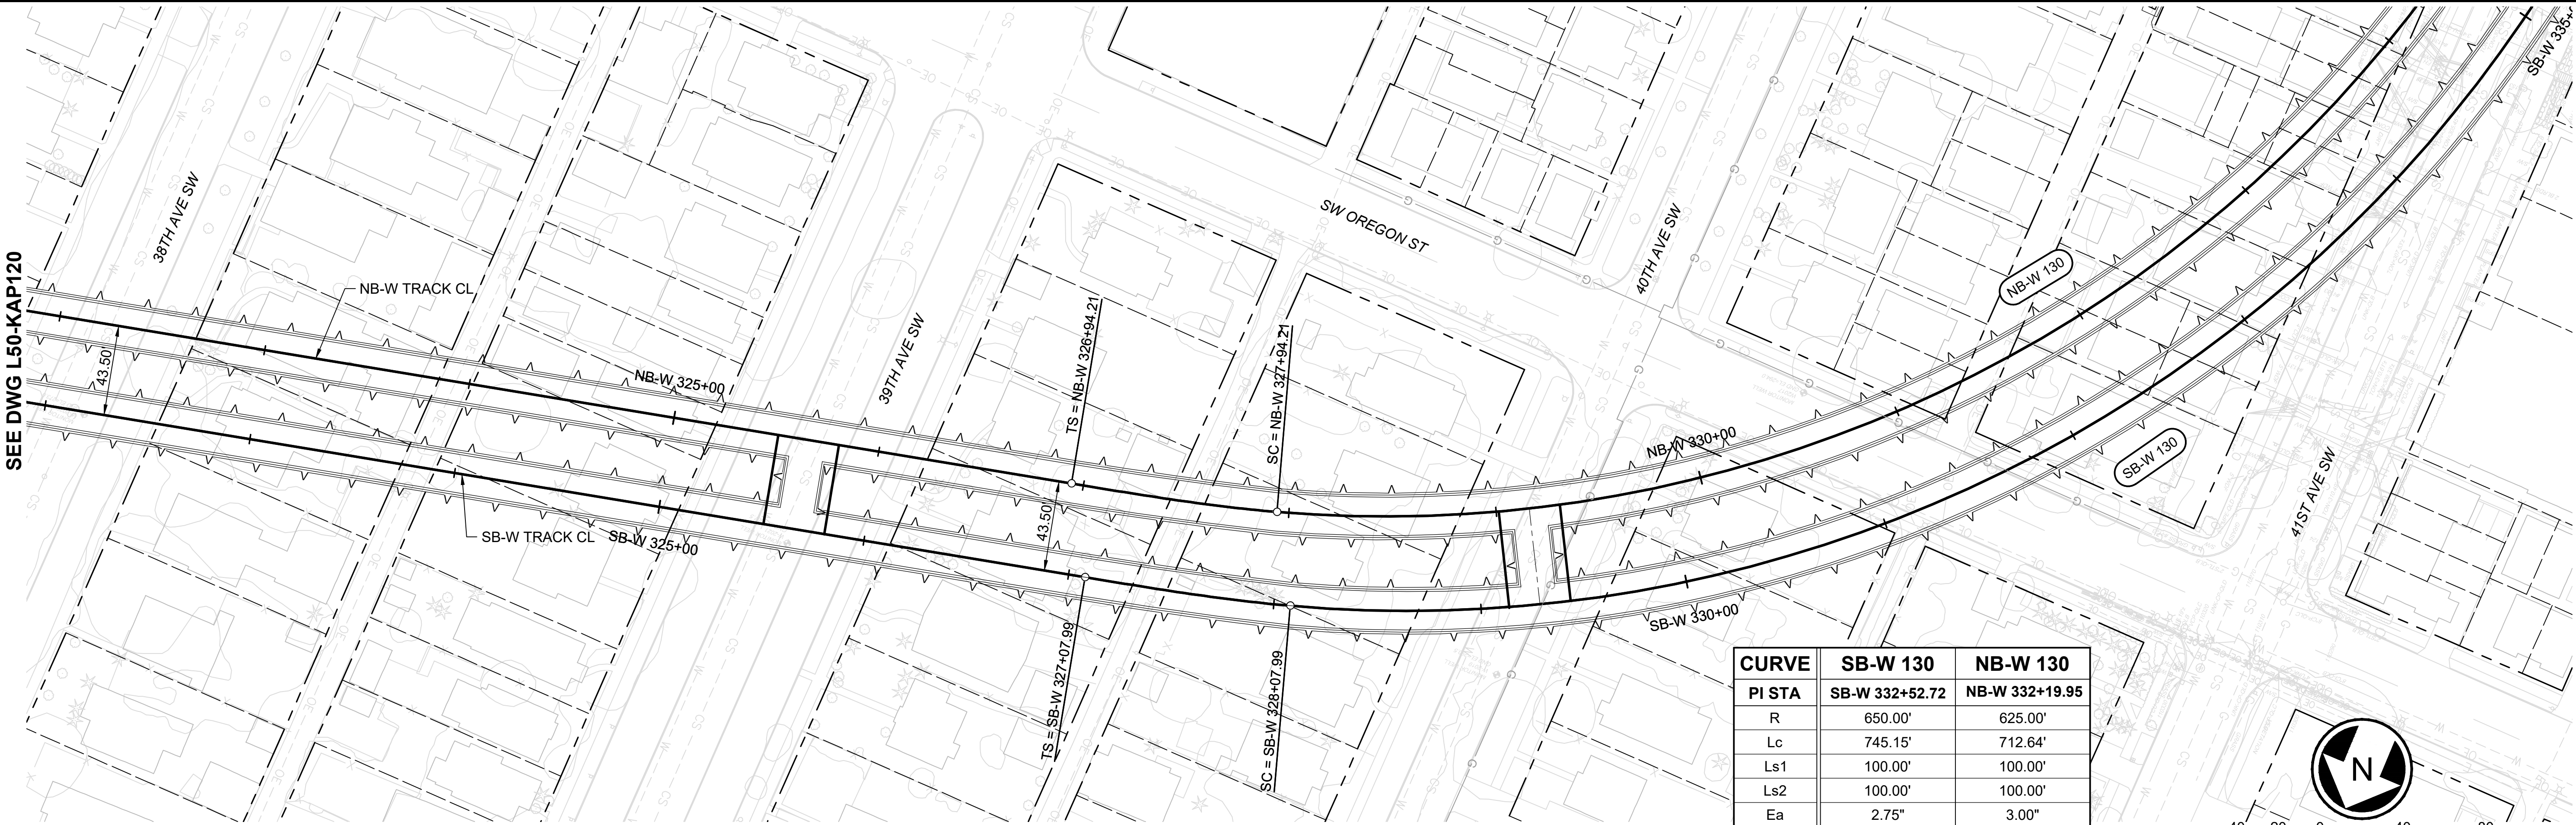 SEE DWG L50-KAP120
38TH AVE SW
NB-W TRACK CL
43.50'
SB-W TRACK CL
NB-W 325+00
SB-W 325+00
39TH AVE SW
TS = NB-W 326+94.21
43.50'
TS = SB-W 327+07.99
SC = NB-W 327+94.21
SC = SB-W 328+07.99
SW OREGON ST
40TH AVE SW
NB-W 330+00
SB-W 330+00
NB-W 130
SB-W 130
41ST AVE SW
CURVE SB-W 130 NB-W 130
PI STA SB-W 332+52.72 NB-W 332+19.95
R 650.00' 625.00'
Lc 745.15' 712.64'
Ls1 100.00' 100.00'
Ls2 100.00' 100.00'
Ea 2.75" 3.00"
N